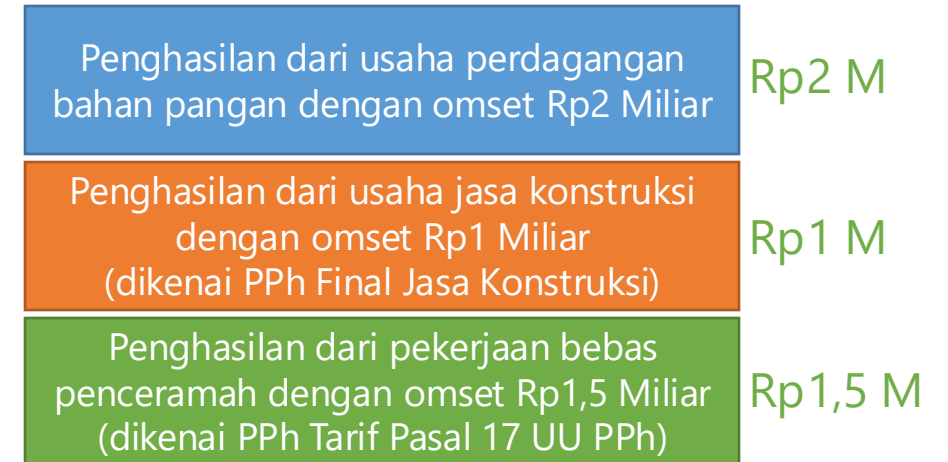 Penghasilan dari usaha perdagangan
bahan pangan dengan omset Rp2 Miliar
Rp2 M
Penghasilan dari usaha jasa konstruksi
dengan omset Rp1 Miliar
(dikenai PPh Final Jasa Konstruksi)
Rp1 M
Penghasilan dari pekerjaan bebas
penceramah dengan omset Rp1,5 Miliar
(dikenai PPh Tarif Pasal 17 UU PPh)
Rp1,5 M